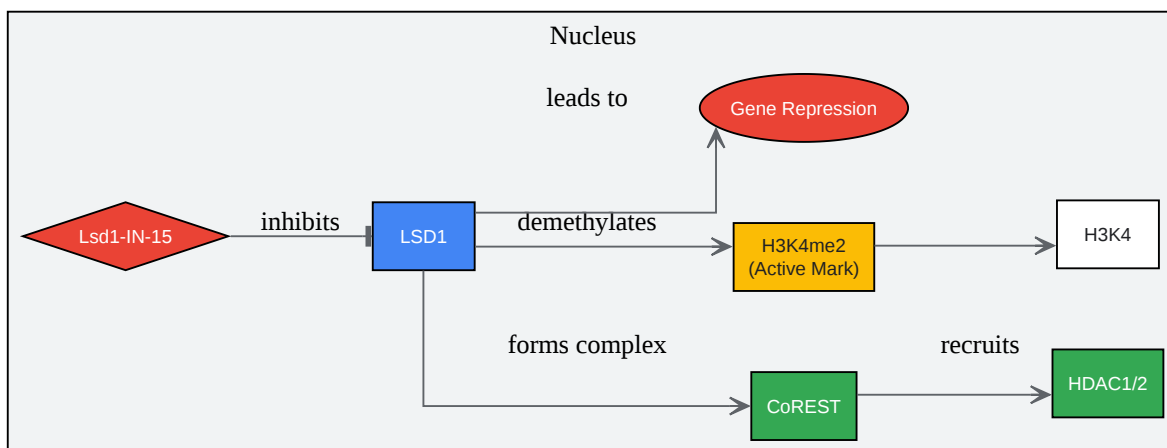 Nucleus
leads to
Gene Repression
Lsd1-IN-15
inhibits
LSD1
demethylates
H3K4me2
(Active Mark)
H3K4
forms complex
CoREST
recruits
HDAC1/2